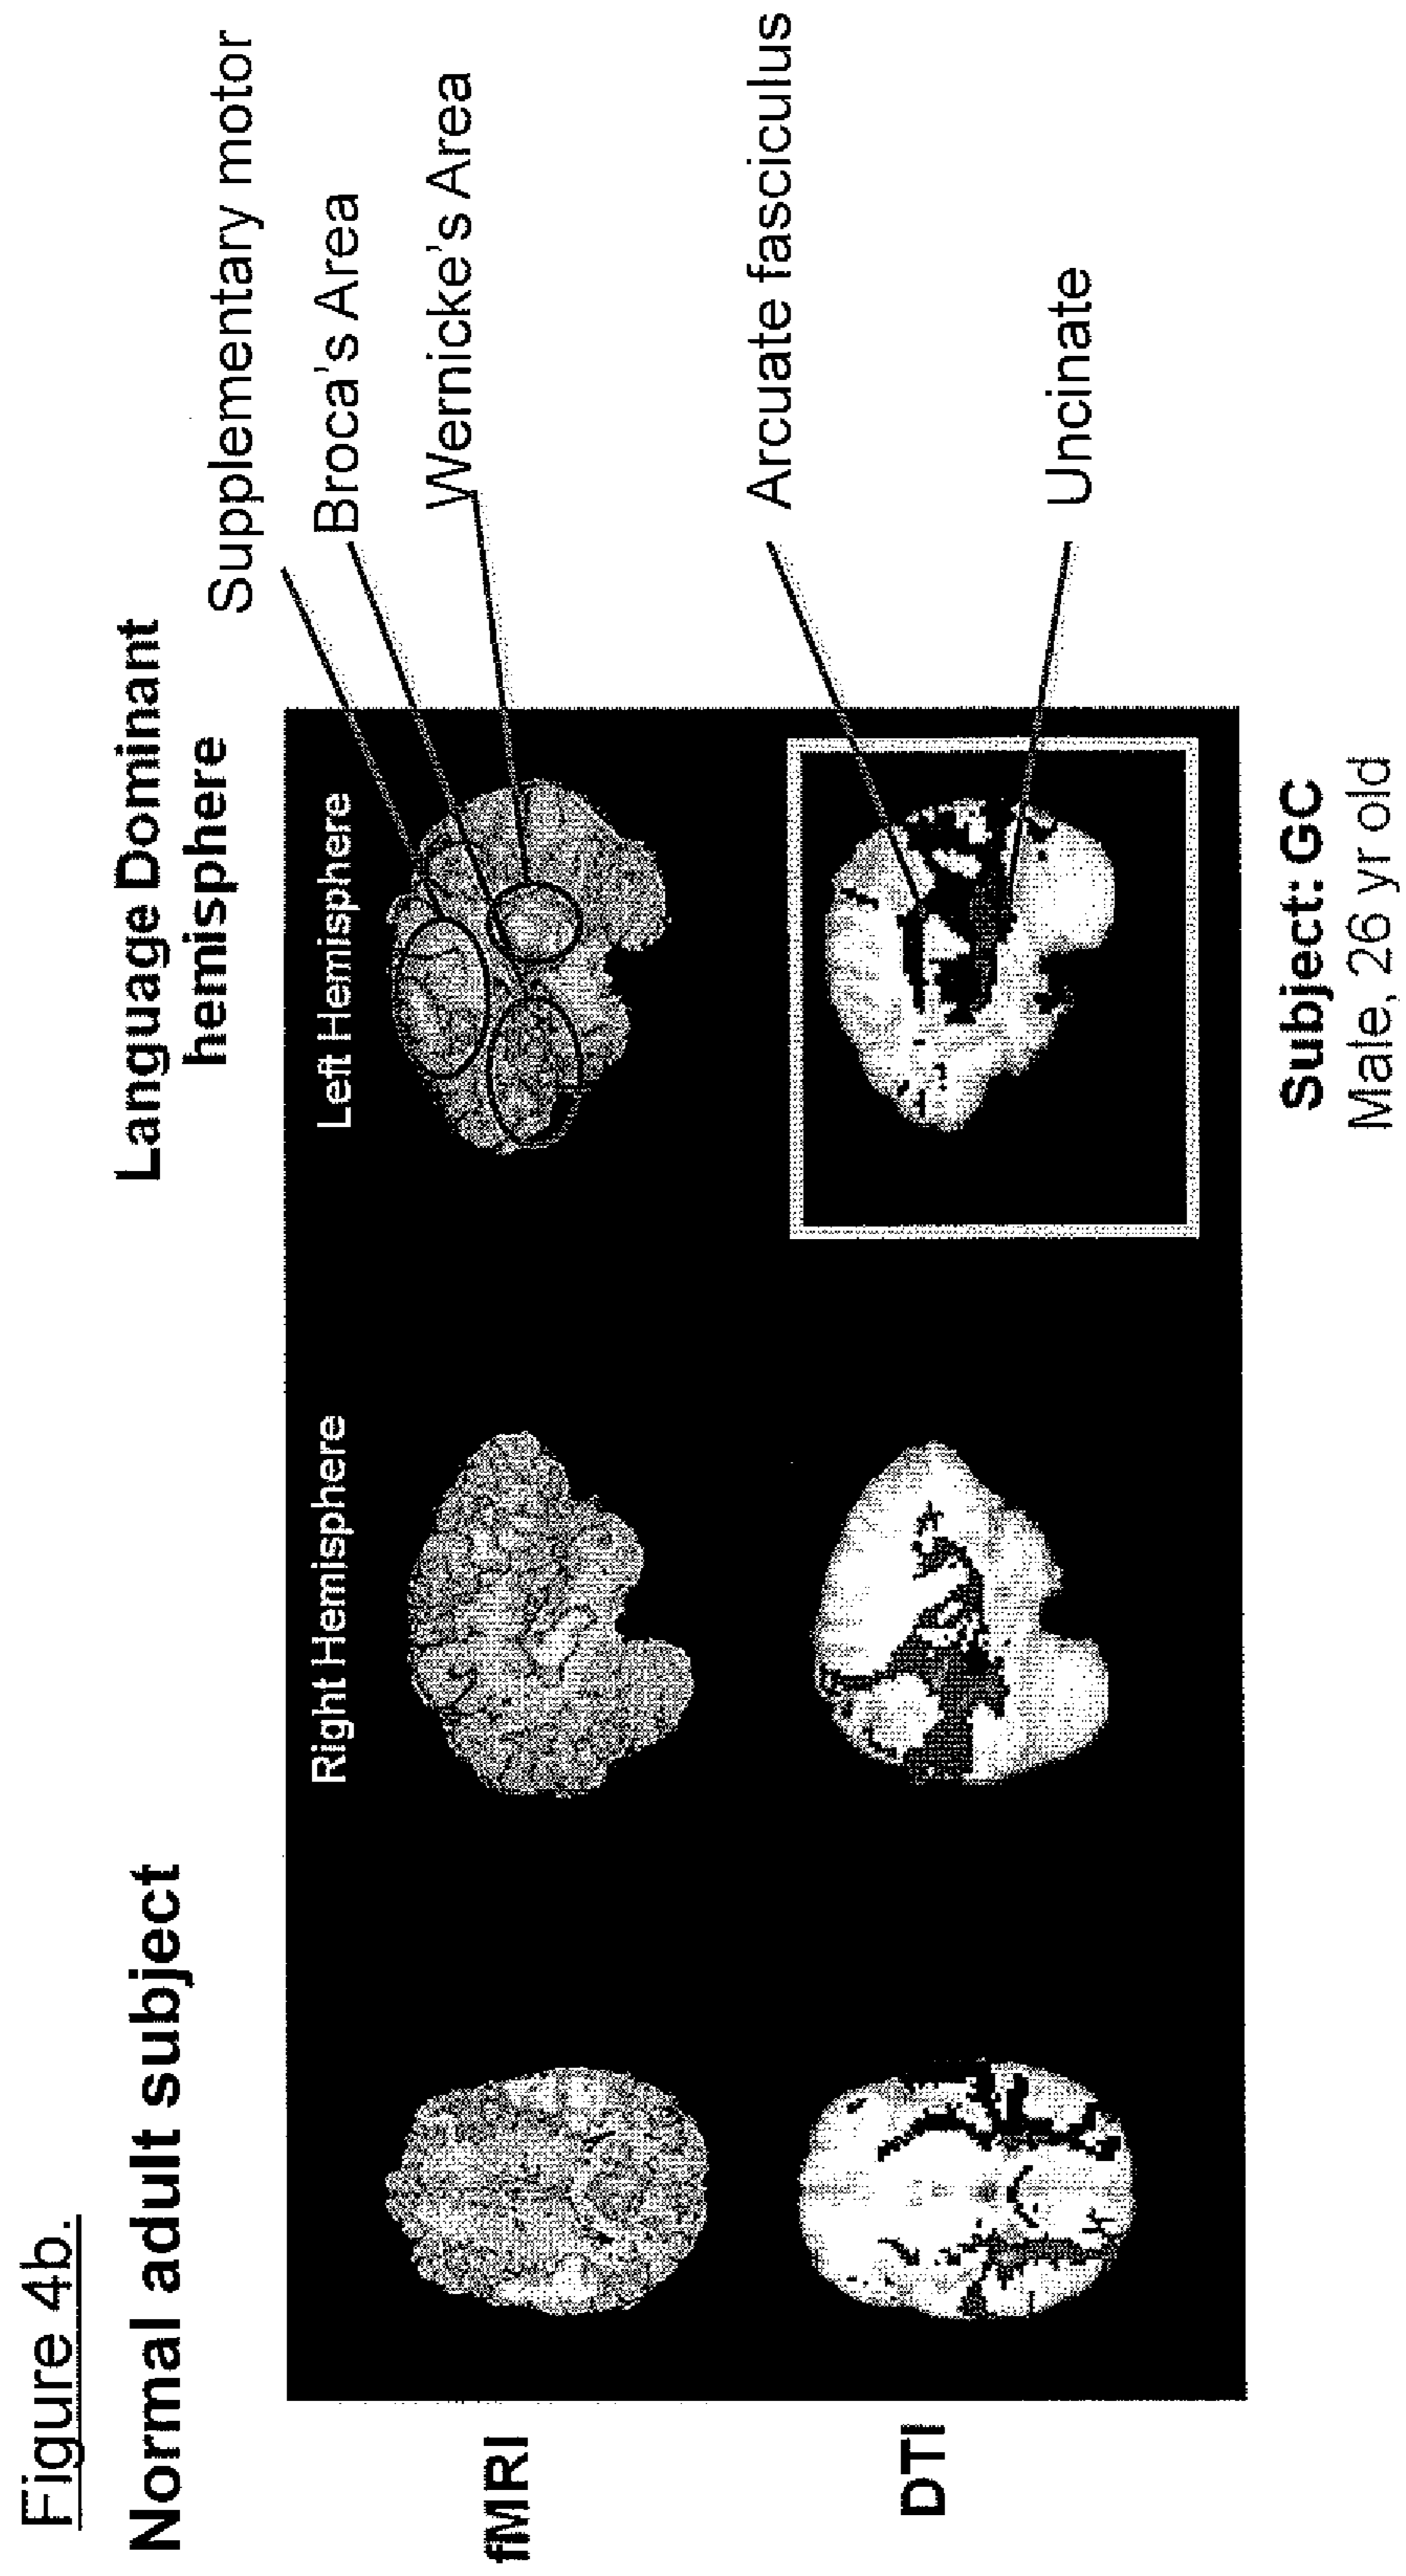 Figure 4b.
Normal adult subject
Language Dominant
hemisphere
Right Hemisphere
Left Hemisphere
Supplementary motor
Broca's Area
Wernicke's Area
fMRI
DTI
Arcuate fasciculus
Uncinate
Subject: GC
Male, 26 yr old